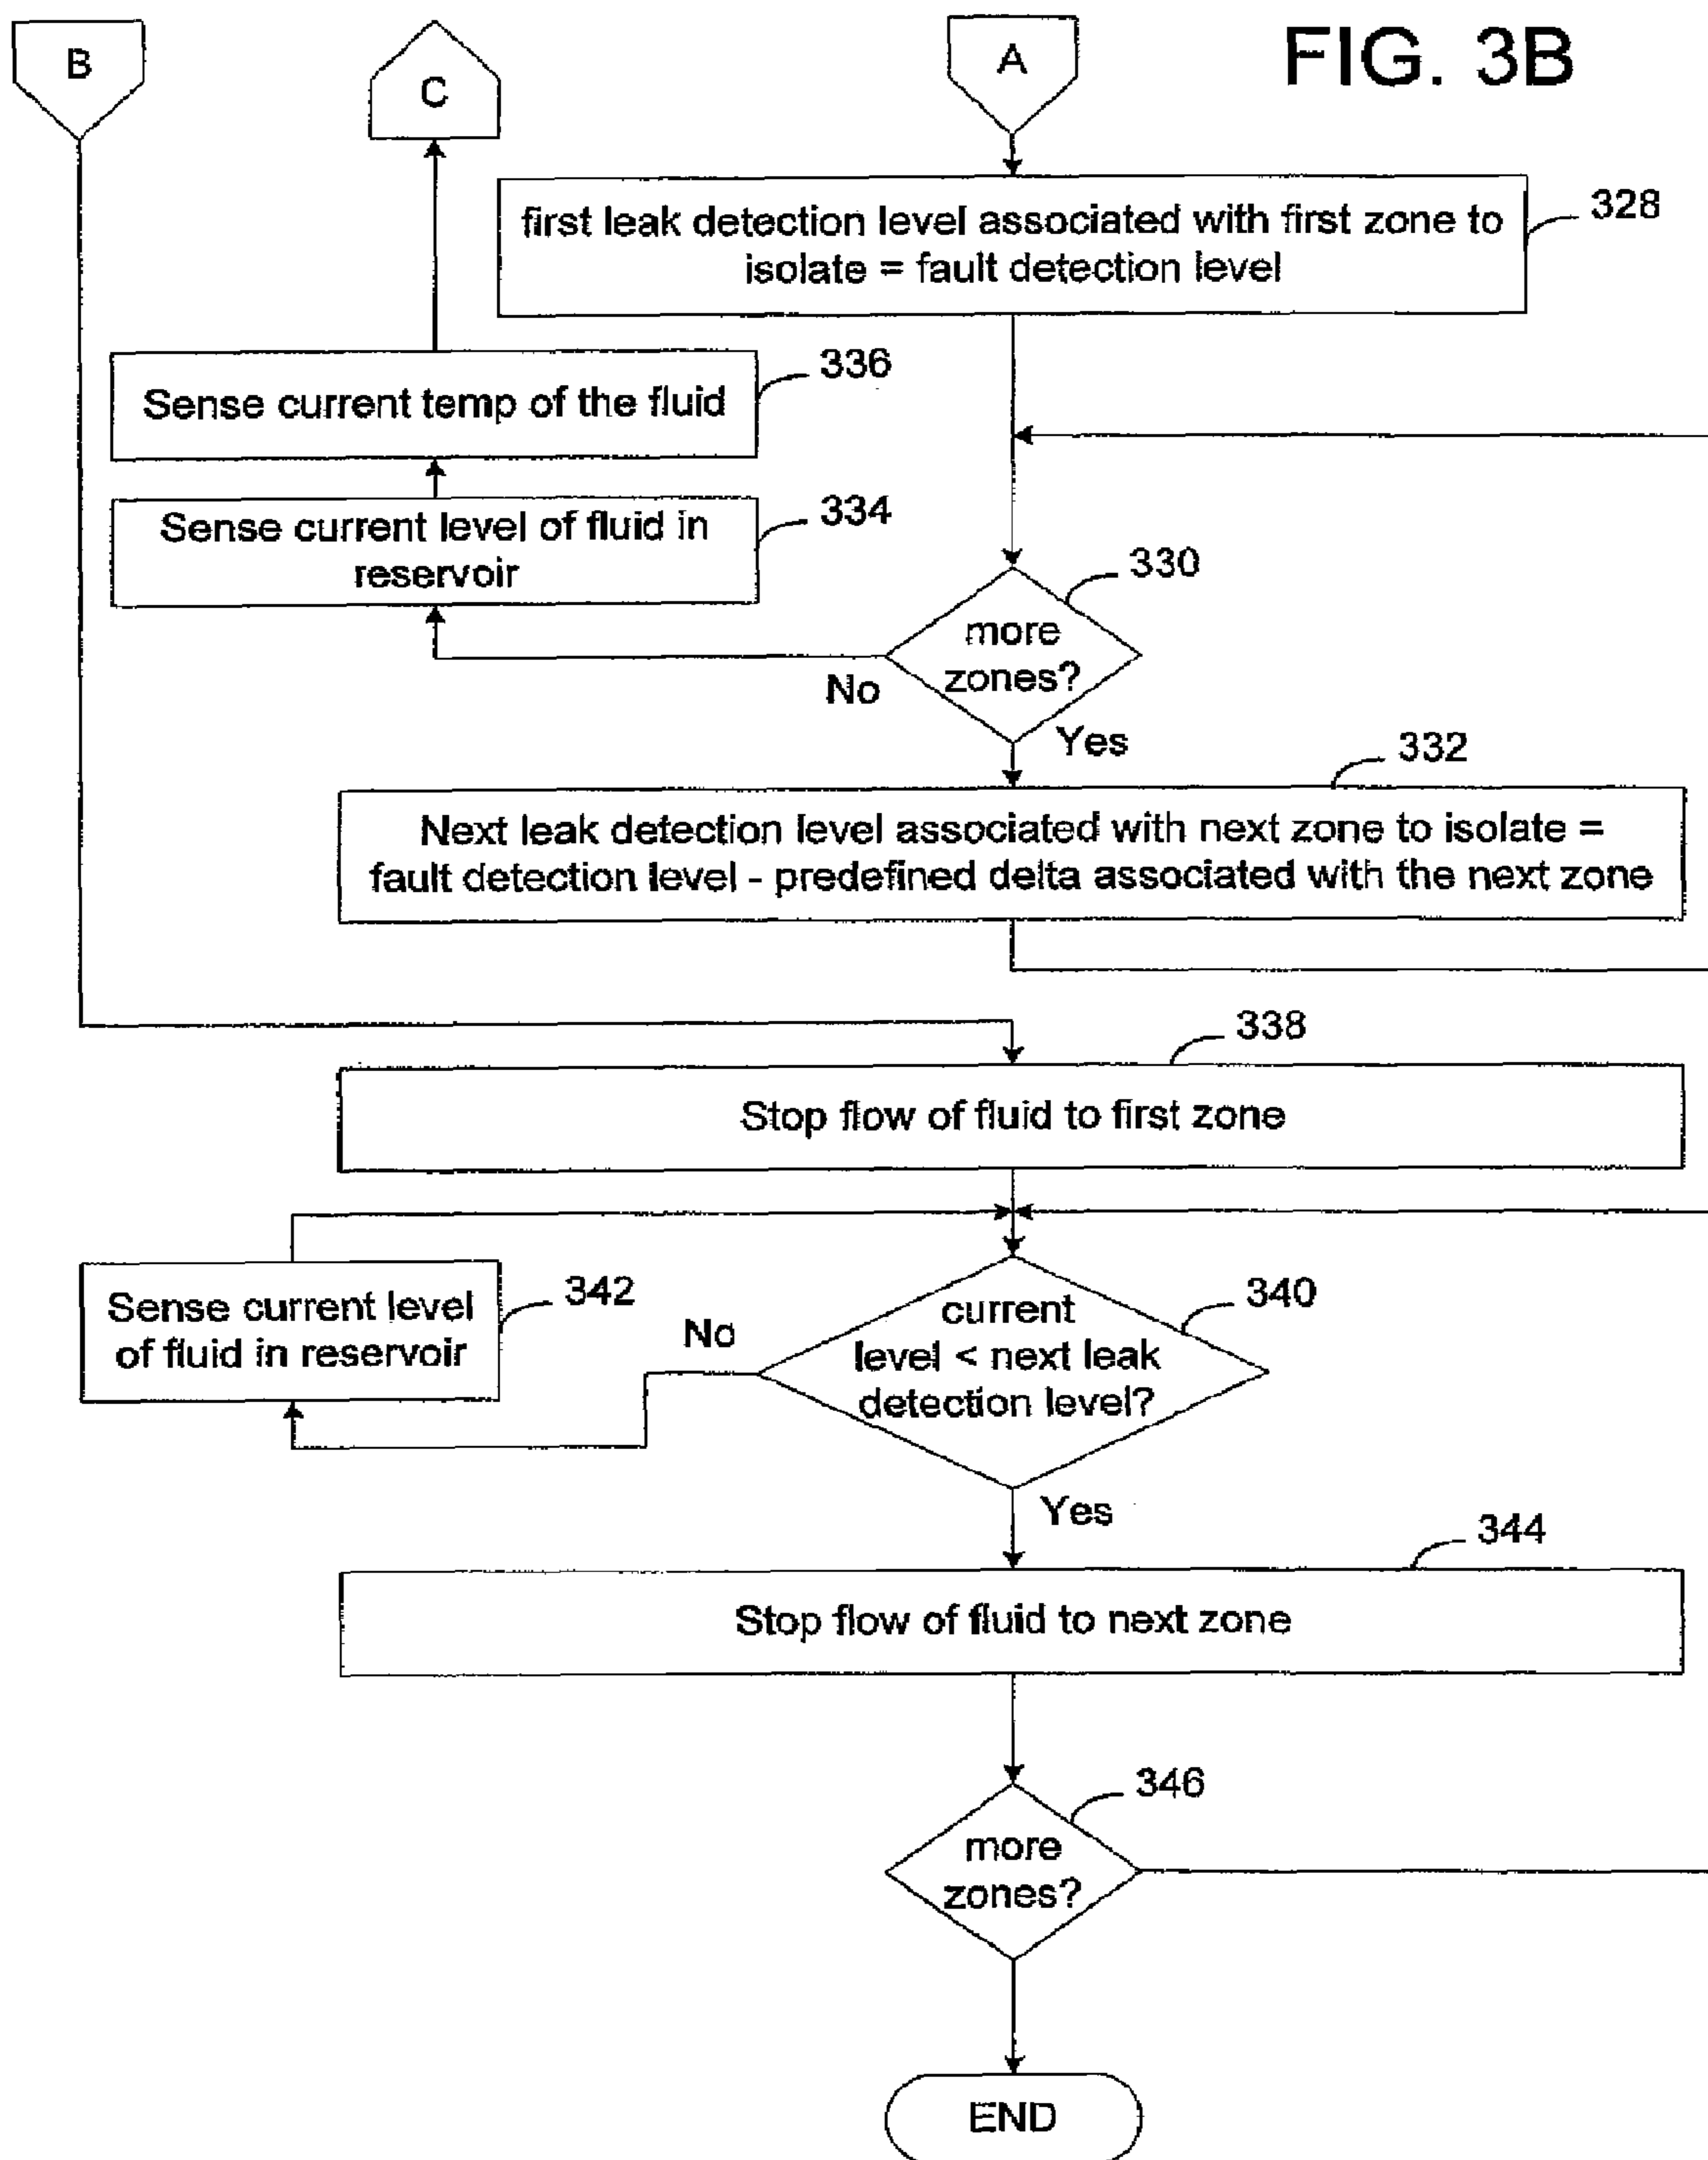 FIG. 3B
B
C
A
first leak detection level associated with first zone to
isolate = fault detection level
328
Sense current temp of the fluid
336
Sense current level of fluid in
reservoir
334
more
zones?
330
No
Yes
Next leak detection level associated with next zone to isolate =
fault detection level - predefined delta associated with the next zone
332
Stop flow of fluid to first zone
338
current
level < next leak
detection level?
340
No
Sense current level
of fluid in reservoir
342
Yes
Stop flow of fluid to next zone
344
more
zones?
346
END